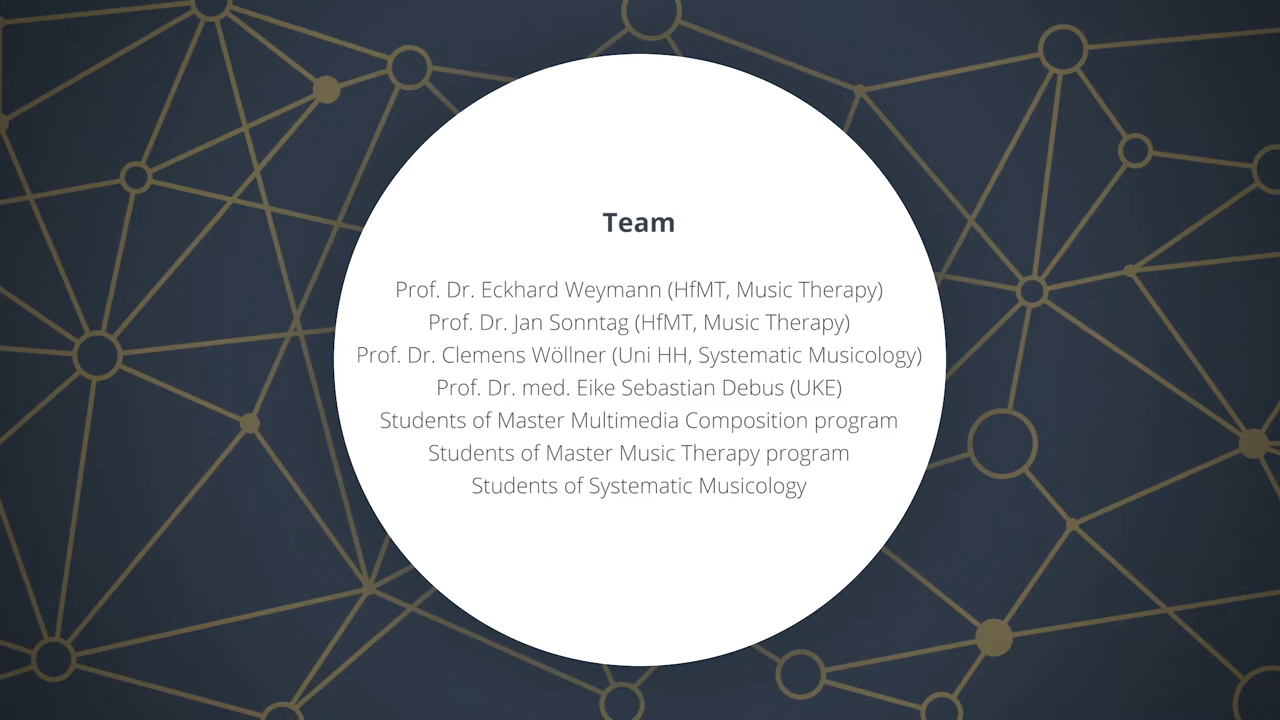 Team
Prof. Dr. Eckhard Weymann (HfMT, Music Therapy)
Prof. Dr. Jan Sonntag (HfMT, Music Therapy)
Prof. Dr. Clemens Wöllner (Uni HH, Systematic Musicology)
Prof. Dr. med. Eike Sebastian Debus (UKE)
Students of Master Multimedia Composition program
Students of Master Music Therapy program
Students of Systematic Musicology